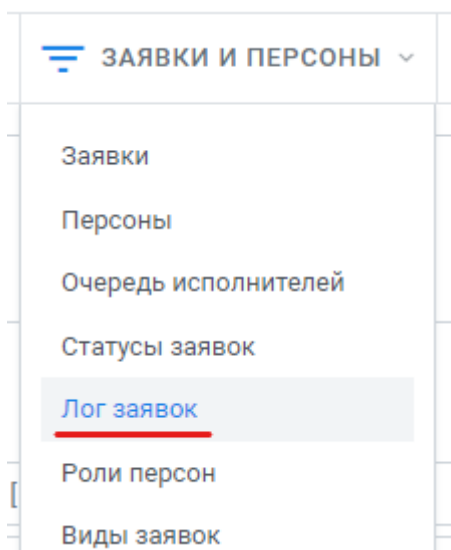 ЗАЯВКИ И ПЕРСОНЫ
Заявки
Персоны
Очередь исполнителей
Статусы заявок
Лог заявок
Роли персон
[
Виды заявок